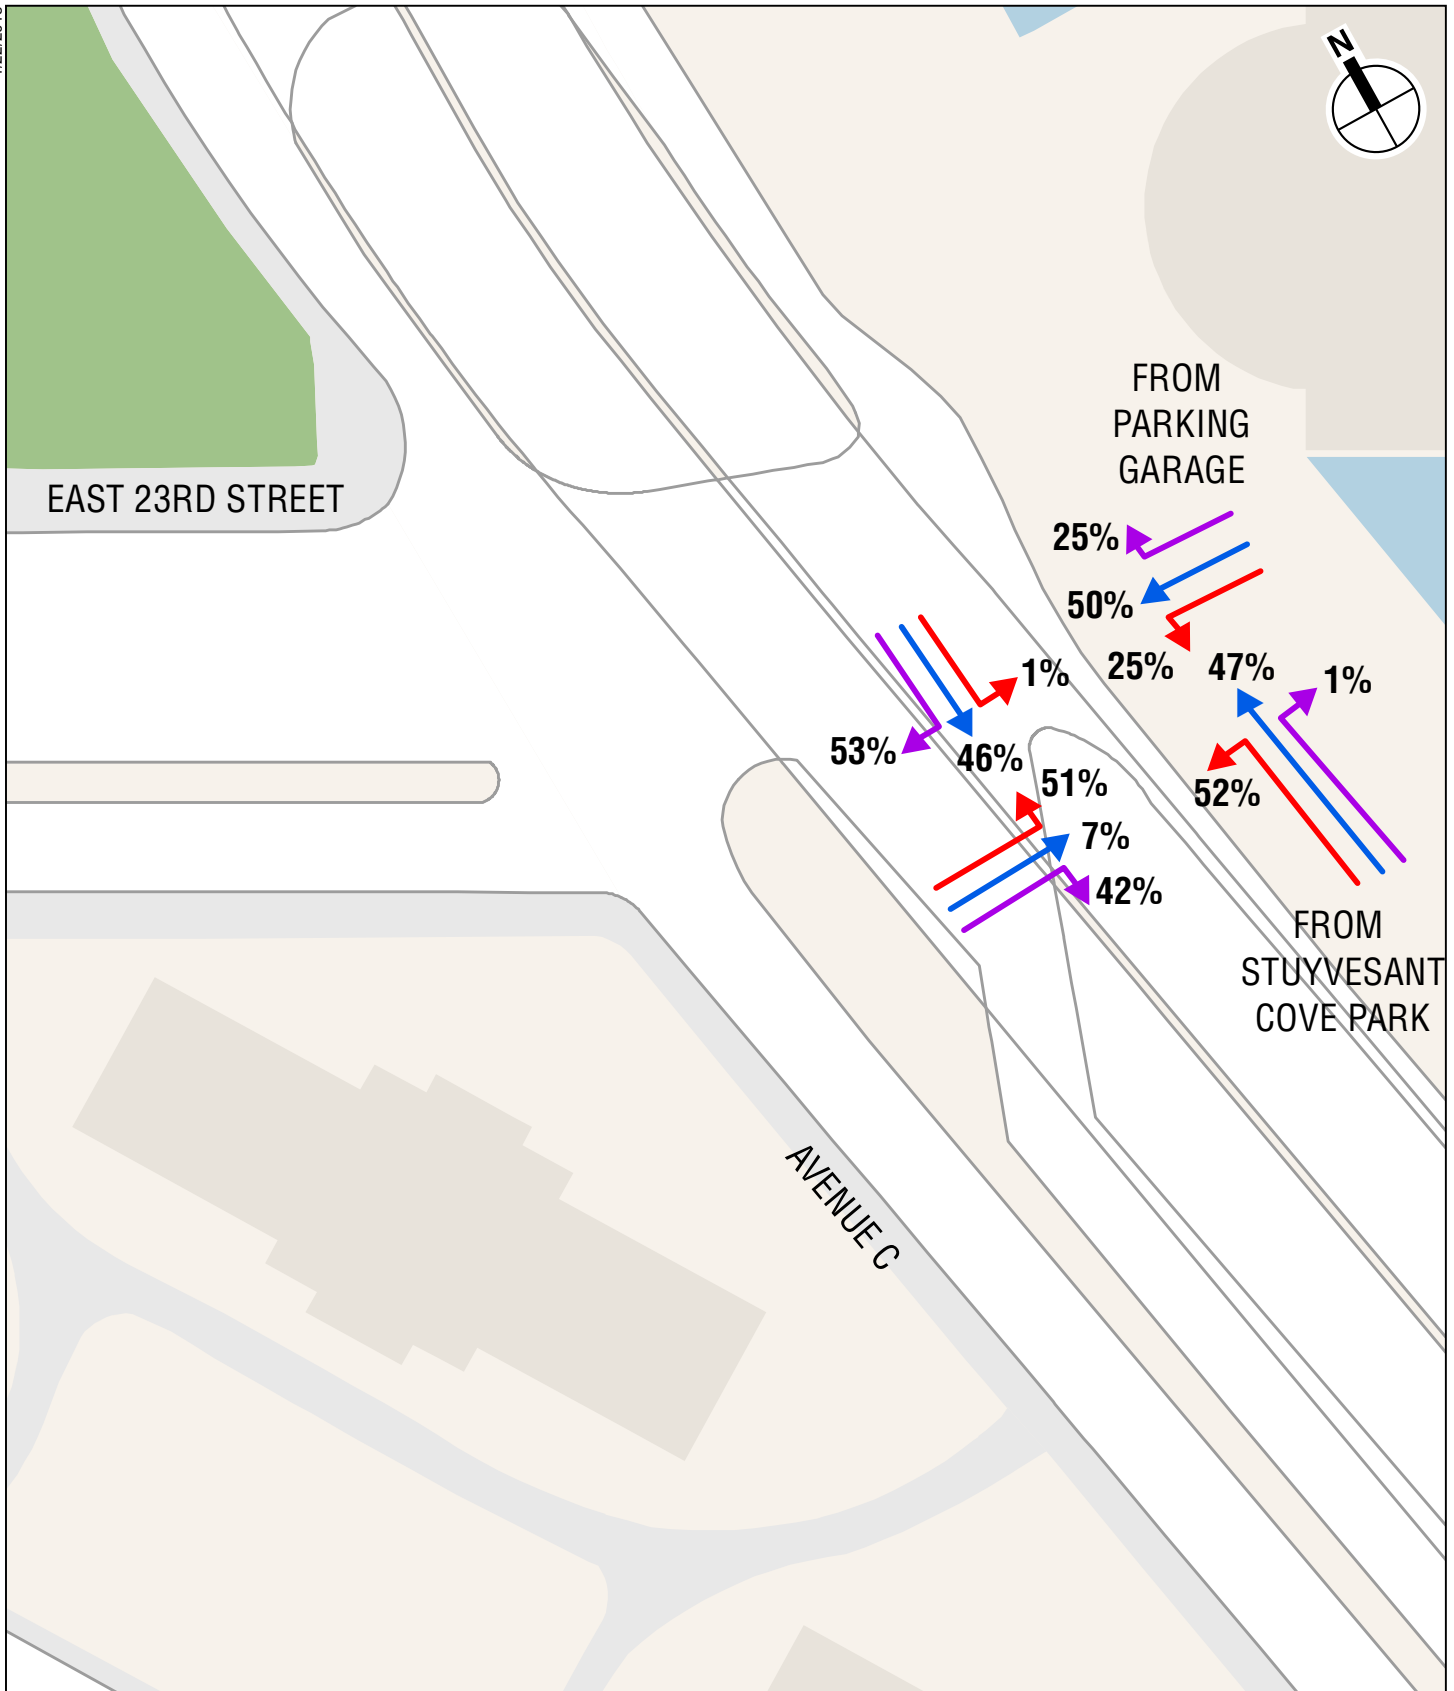 N
FROM
PARKING
GARAGE
EAST 23RD STREET
25%
50%
25%
47%
1%
1%
53%
46%
51%
52%
7%
42%
FROM
STUYVESANT
COVE PARK
AVENUE C